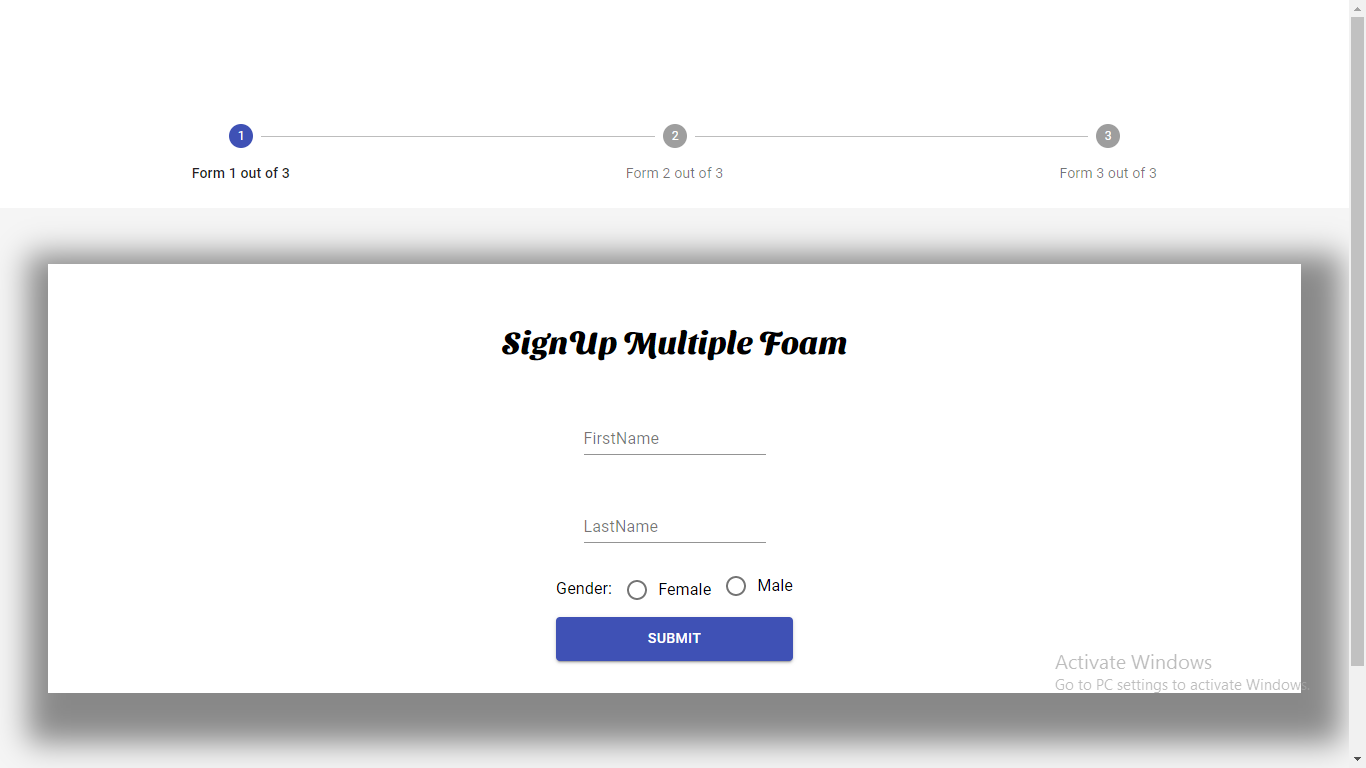 1 2 3
Form 1 out of 3 Form 2 out of 3 Form 3 out of 3
SignUp Multiple Foam
FirstName
LastName
Gender: Female Male
SUBMIT
Activate Windows
Go to PC settings to activate Windows.